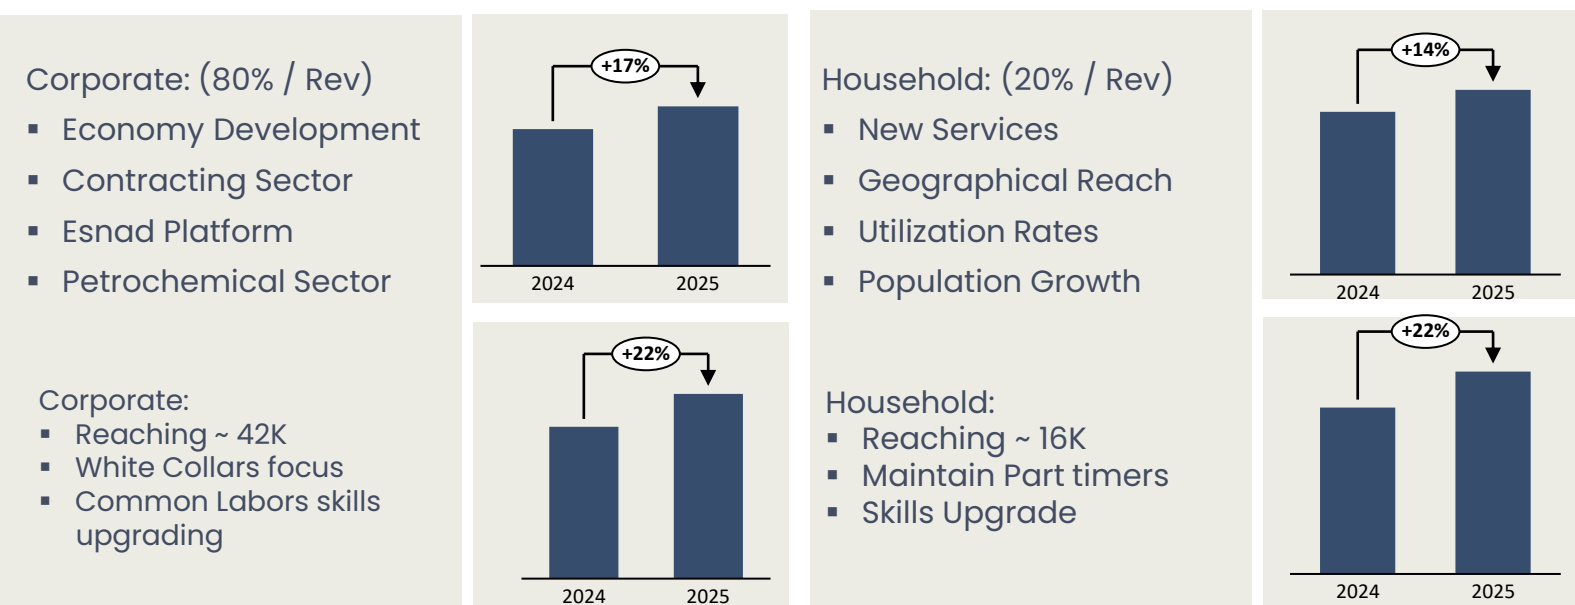 Corporate: (80% / Rev)
▪ Economy Development
▪ Contracting Sector
▪ Esnad Platform
▪ Petrochemical Sector
+17%
2024 2025
Corporate:
▪ Reaching ~ 42K
▪ White Collars focus
▪ Common Labors skills
upgrading
+22%
2024 2025
Household: (20% / Rev)
▪ New Services
▪ Geographical Reach
▪ Utilization Rates
▪ Population Growth
+14%
2024 2025
Household:
▪ Reaching ~ 16K
▪ Maintain Part timers
▪ Skills Upgrade
+22%
2024 2025